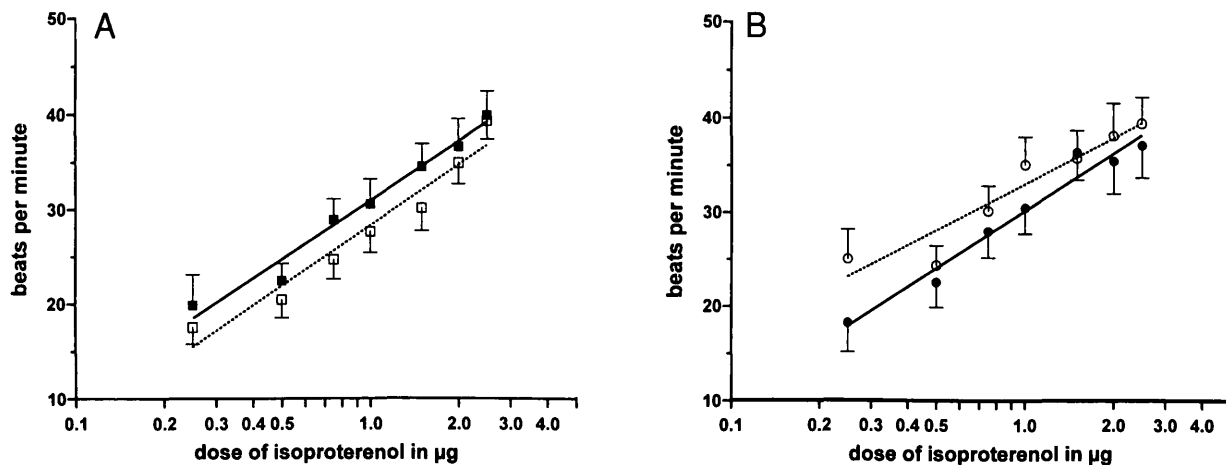 A
50
40
30
20
10
beats per minute
0.1 0.2 0.3 0.5 1.0 2.0 3.0 4.0
dose of isoproterenol in µg
B
50
40
30
20
10
beats per minute
0.1 0.2 0.3 0.4 0.5 1.0 2.0 3.0 4.0
dose of isoproterenol in µg